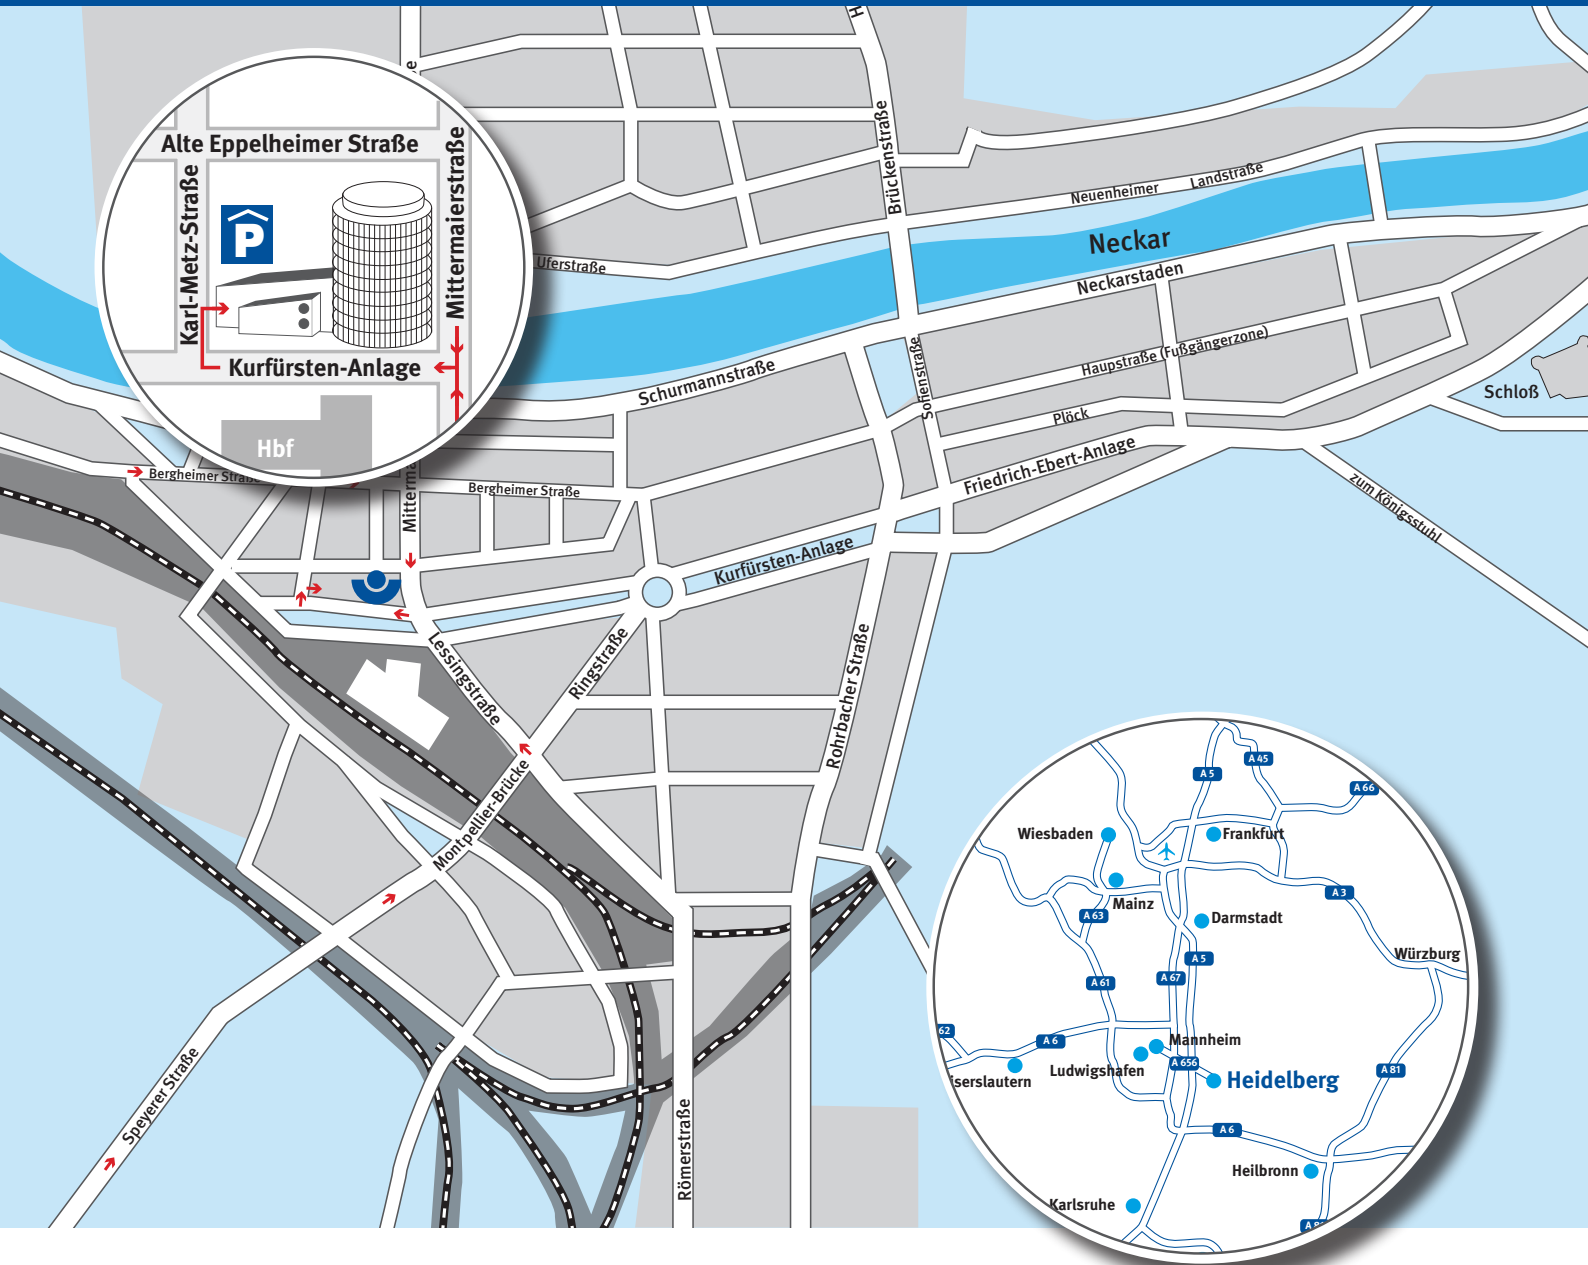 Alte Eppelheimer Straße
Karl-Metz-Straße
P
Mittermaierstraße
Kurfürsten-Anlage
Hbf
Brückenstraße
Neuenheimer Landstraße
Uferstraße
Neckar
Neckarstaden
Schurmannstraße
Sofienstraße
Haupstraße (Fußgängerzone)
Plöck
Schloß
Friedrich-Ebert-Anlage
zum Königsstuhl
Bergheimer Straße
Bergheimer Straße
Kurfürsten-Anlage
Lessingstraße
Ringstraße
Rohrbacher Straße
Montpellier-Brücke
Speyerer Straße
Römerstraße
A 5
A 45
A 66
Wiesbaden
Frankfurt
Mainz
A 3
A 63
Darmstadt
A 5
Würzburg
A 67
A 61
62
A 6
Mannheim
Ludwigshafen
A 656
iserslautern
Heidelberg
A 81
A 6
Heilbronn
Karlsruhe